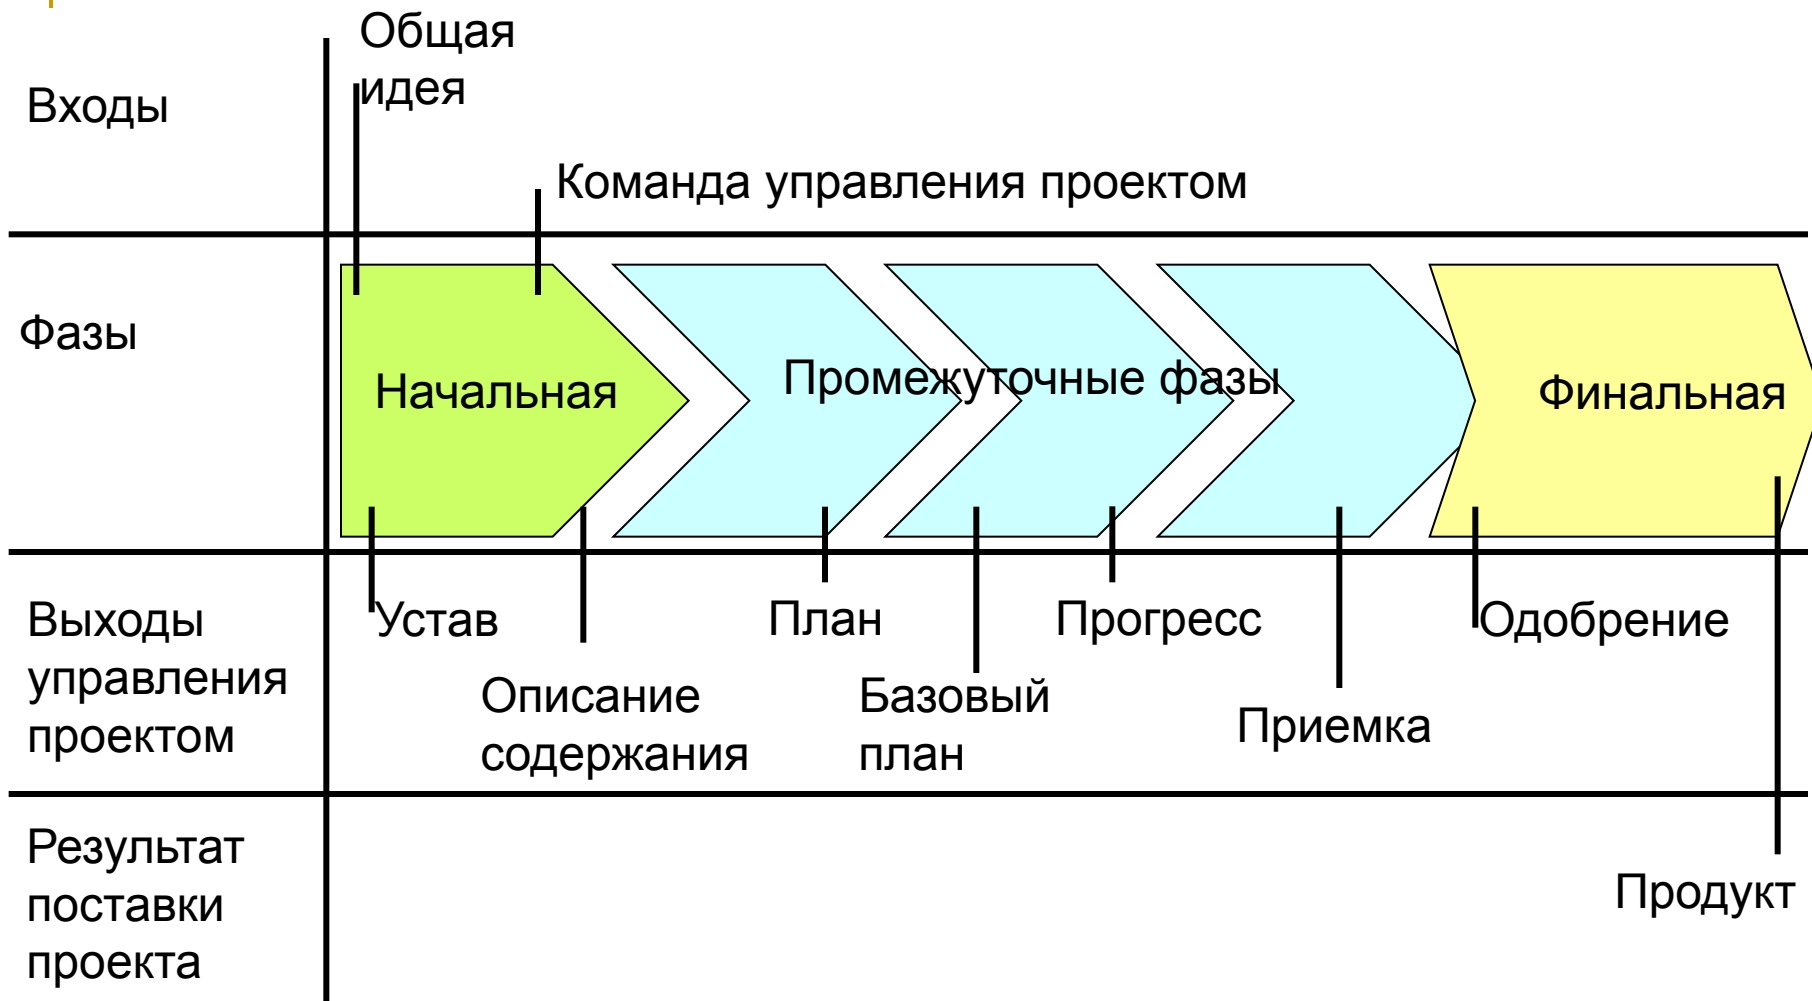 Общая
идея
Входы
Команда управления проектом
Фазы
Начальная
Промежуточные фазы
Финальная
Выходы
управления
проектом
Устав
План
Прогресс
Одобрение
Описание
содержания
Базовый
план
Приемка
Результат
поставки
проекта
Продукт